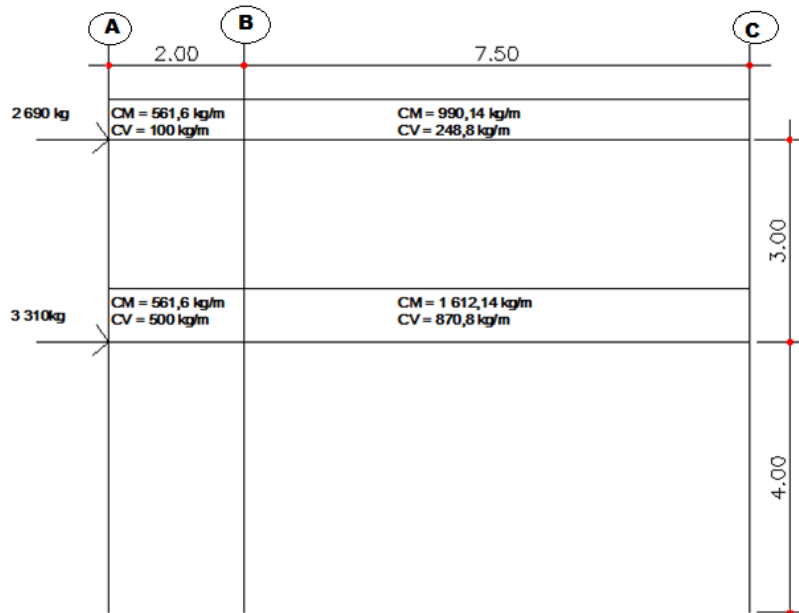 A B C
2.00 7.50
2 690 kg
CM = 561,6 kg/m
CV = 100 kg/m
CM = 990,14 kg/m
CV = 248,8 kg/m
3.00
3 310kg
CM = 561,6 kg/m
CV = 500 kg/m
CM = 1 612,14 kg/m
CV = 870,8 kg/m
4.00